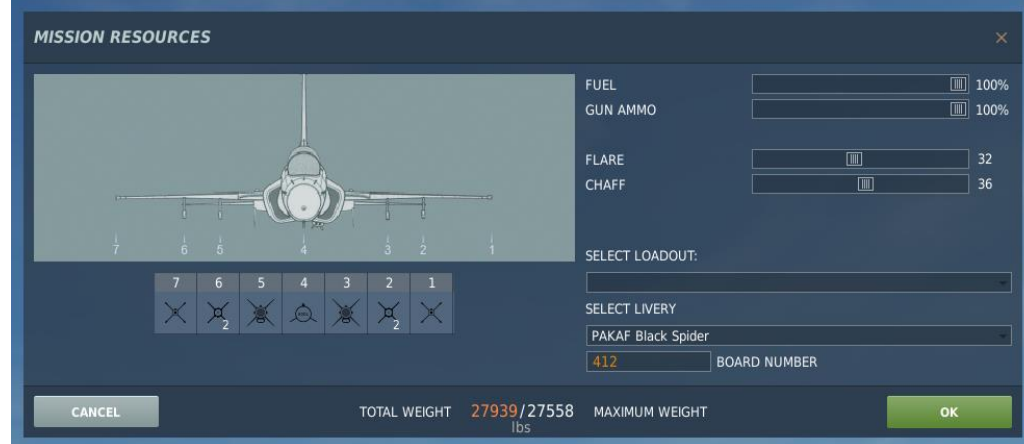 MISSION RESOURCES
×
FUEL 100%
GUN AMMO 100%
FLARE 32
CHAFF 36
7 6 5 4 3 2 1
SELECT LOADOUT:
7 6 5 4 3 2 1
2 2
SELECT LIVERY
PAKAF Black Spider
412 BOARD NUMBER
CANCEL TOTAL WEIGHT 27939/27558 MAXIMUM WEIGHT OK
lbs